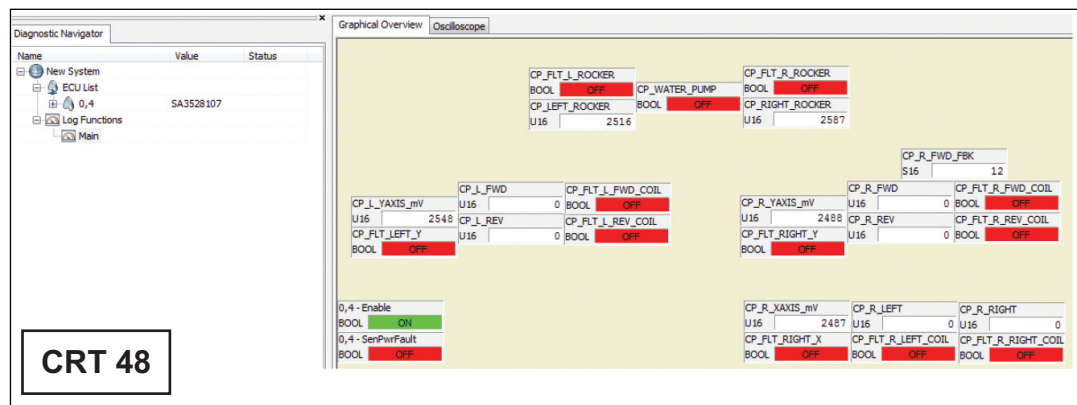 Diagnostic Navigator
×
Name Value Status
New System
ECU List
0,4 SA3528107
Log Functions
Main
Graphical Overview Oscilloscope
CP_FLT_L_ROCKER
BOOL OFF
CP_LEFT_ROCKER
U16 2516
CP_WATER_PUMP
BOOL OFF
CP_FLT_R_ROCKER
BOOL OFF
CP_RIGHT_ROCKER
U16 2587
CP_R_FWD_FBK
S16 12
CP_L_YAXIS_mV
U16 2548
CP_FLT_LEFT_Y
BOOL OFF
CP_L_FWD
U16 0
CP_L_REV
U16 0
CP_FLT_L_FWD_COIL
BOOL OFF
CP_FLT_L_REV_COIL
BOOL OFF
CP_R_YAXIS_mV
U16 2488
CP_FLT_RIGHT_Y
BOOL OFF
CP_R_FWD
U16 0
CP_R_REV
U16 0
CP_FLT_R_FWD_COIL
BOOL OFF
CP_FLT_R_REV_COIL
BOOL OFF
0,4 - Enable
BOOL ON
0,4 - SenPwrFault
BOOL OFF
CP_R_XAXIS_mV
U16 2487
CP_FLT_RIGHT_X
BOOL OFF
CP_R_LEFT
U16 0
CP_FLT_R_LEFT_COIL
BOOL OFF
CP_R_RIGHT
U16 0
CP_FLT_R_RIGHT_COIL
BOOL OFF
CRT 48